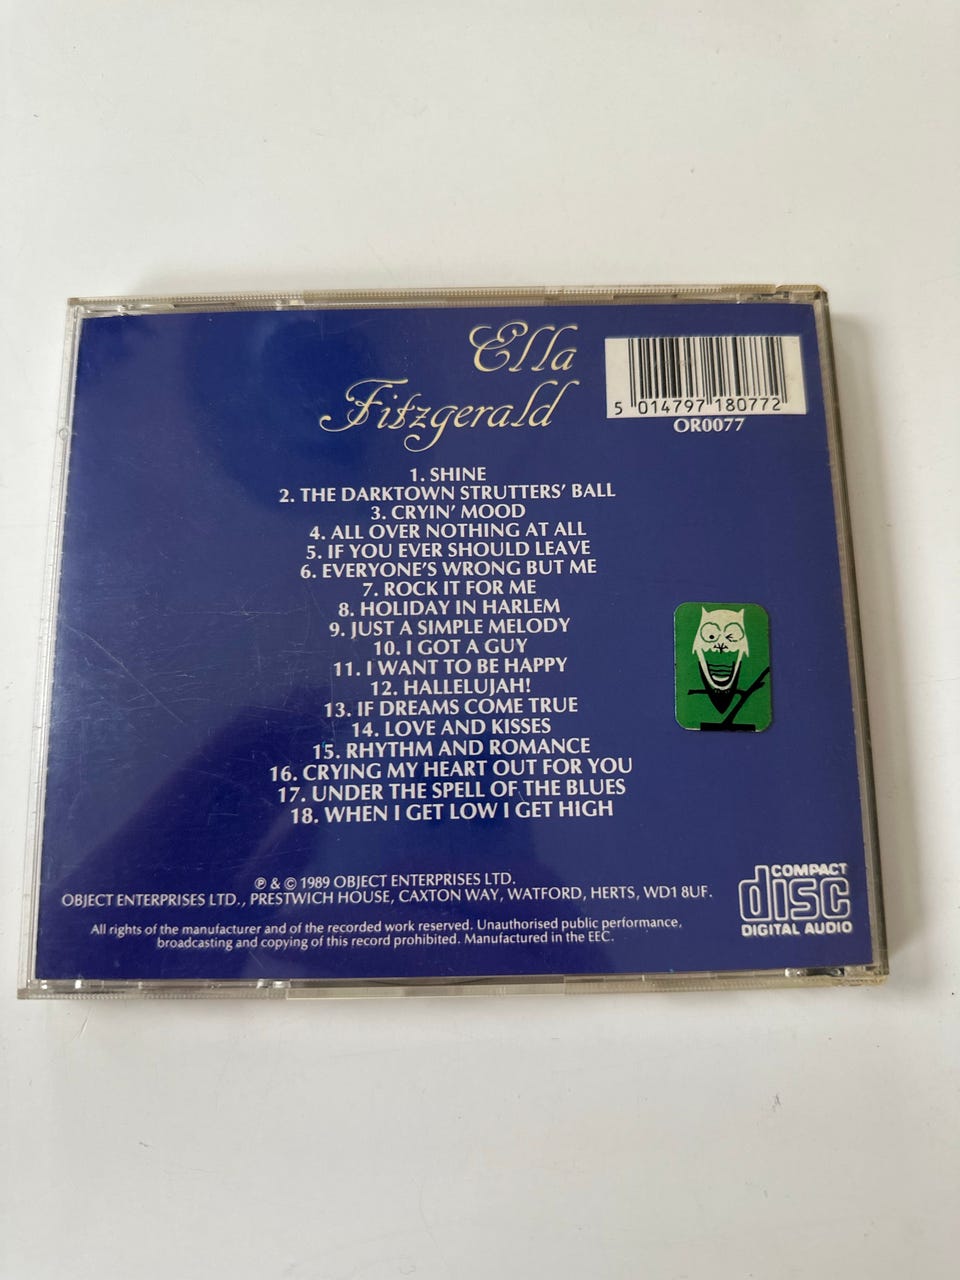 Ella
Fitzgerald
5 014797 180772
OR0077
1. SHINE
2. THE DARKTOWN STRUTTERS' BALL
3. CRYIN' MOOD
4. ALL OVER NOTHING AT ALL
5. IF YOU EVER SHOULD LEAVE
6. EVERYONE'S WRONG BUT ME
7. ROCK IT FOR ME
8. HOLIDAY IN HARLEM
9. JUST A SIMPLE MELODY
10. I GOT A GUY
11. I WANT TO BE HAPPY
12. HALLELUJAH!
13. IF DREAMS COME TRUE
14. LOVE AND KISSES
15. RHYTHM AND ROMANCE
16. CRYING MY HEART OUT FOR YOU
17. UNDER THE SPELL OF THE BLUES
18. WHEN I GET LOW I GET HIGH
℗ & © 1989 OBJECT ENTERPRISES LTD.
OBJECT ENTERPRISES LTD., PRESTWICH HOUSE, CAXTON WAY, WATFORD, HERTS, WD1 8UF.
All rights of the manufacturer and of the recorded work reserved. Unauthorised public performance,
broadcasting and copying of this record prohibited. Manufactured in the EEC.
COMPACT
disc
DIGITAL AUDIO